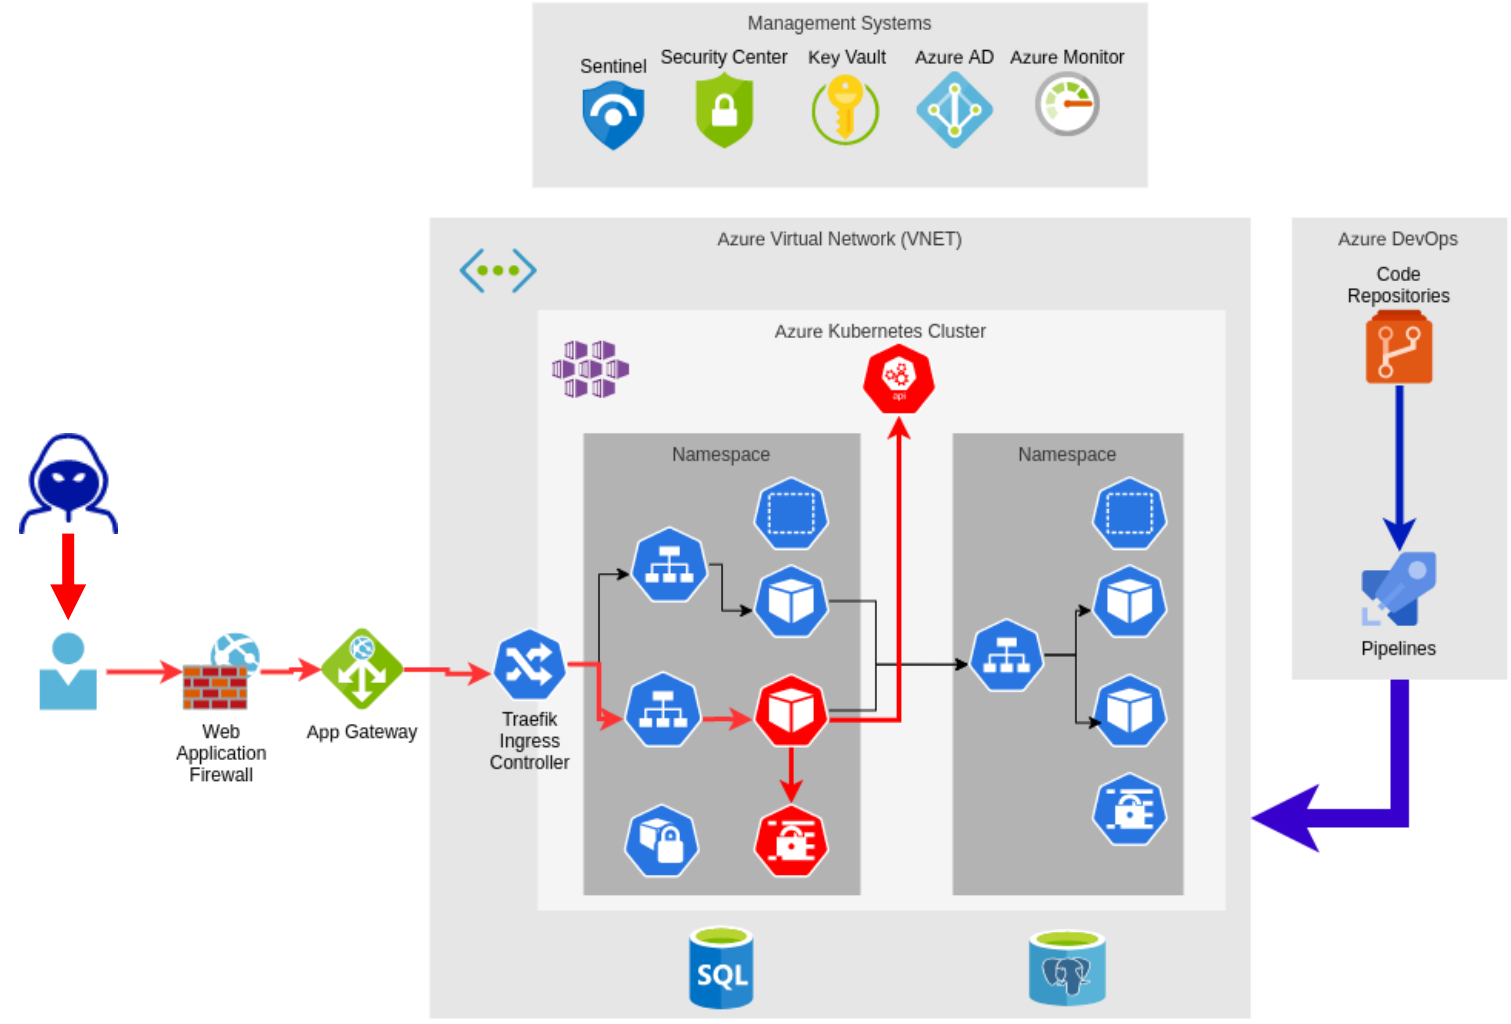 Management Systems
Sentinel
Security Center
Key Vault
Azure AD
Azure Monitor
Azure Virtual Network (VNET)
Azure DevOps
Code
Repositories
Azure Kubernetes Cluster
api
Namespace
Namespace
Pipelines
Web
Application
Firewall
App Gateway
Traefik
Ingress
Controller
SQL